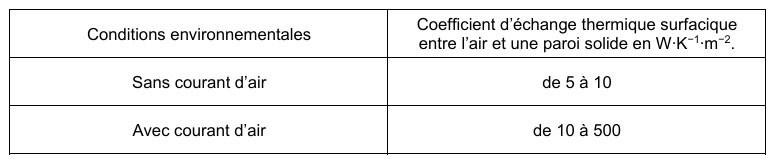 Conditions environnementales
Coefficient d’échange thermique surfacique
entre l’air et une paroi solide en W·K⁻¹·m⁻².
Sans courant d’air
de 5 à 10
Avec courant d’air
de 10 à 500